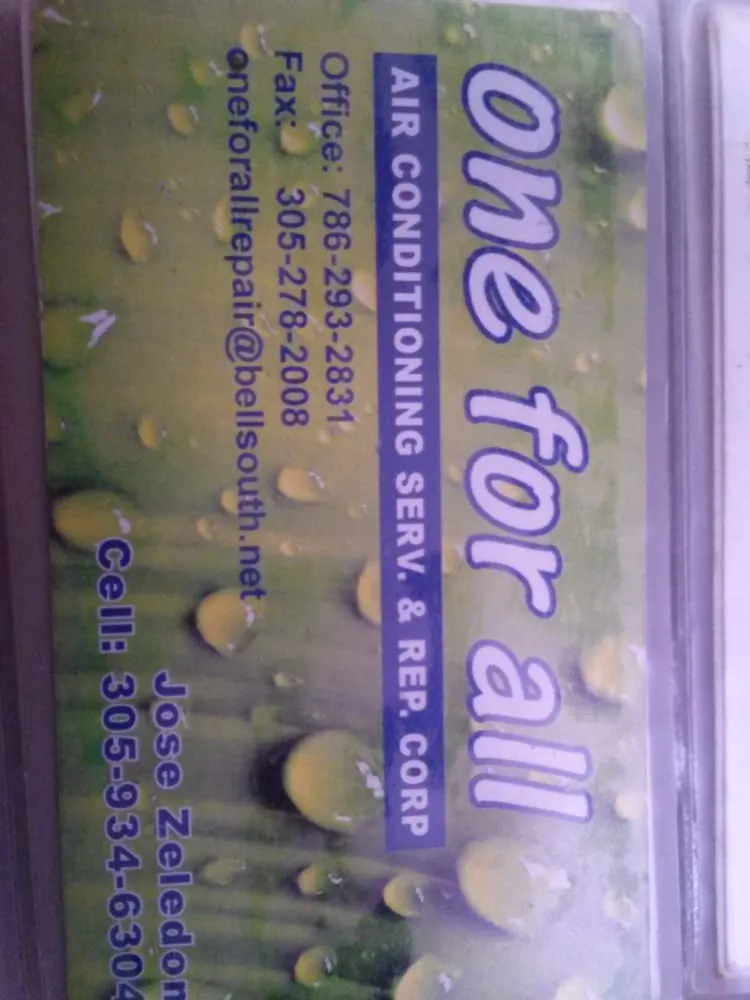 one for all
AIR CONDITIONING SERV. & REP. CORP
Office: 786-293-2831
Fax: 305-278-2008
oneforallrepair@bellsouth.net
Jose Zeledon
Cell: 305-934-6304